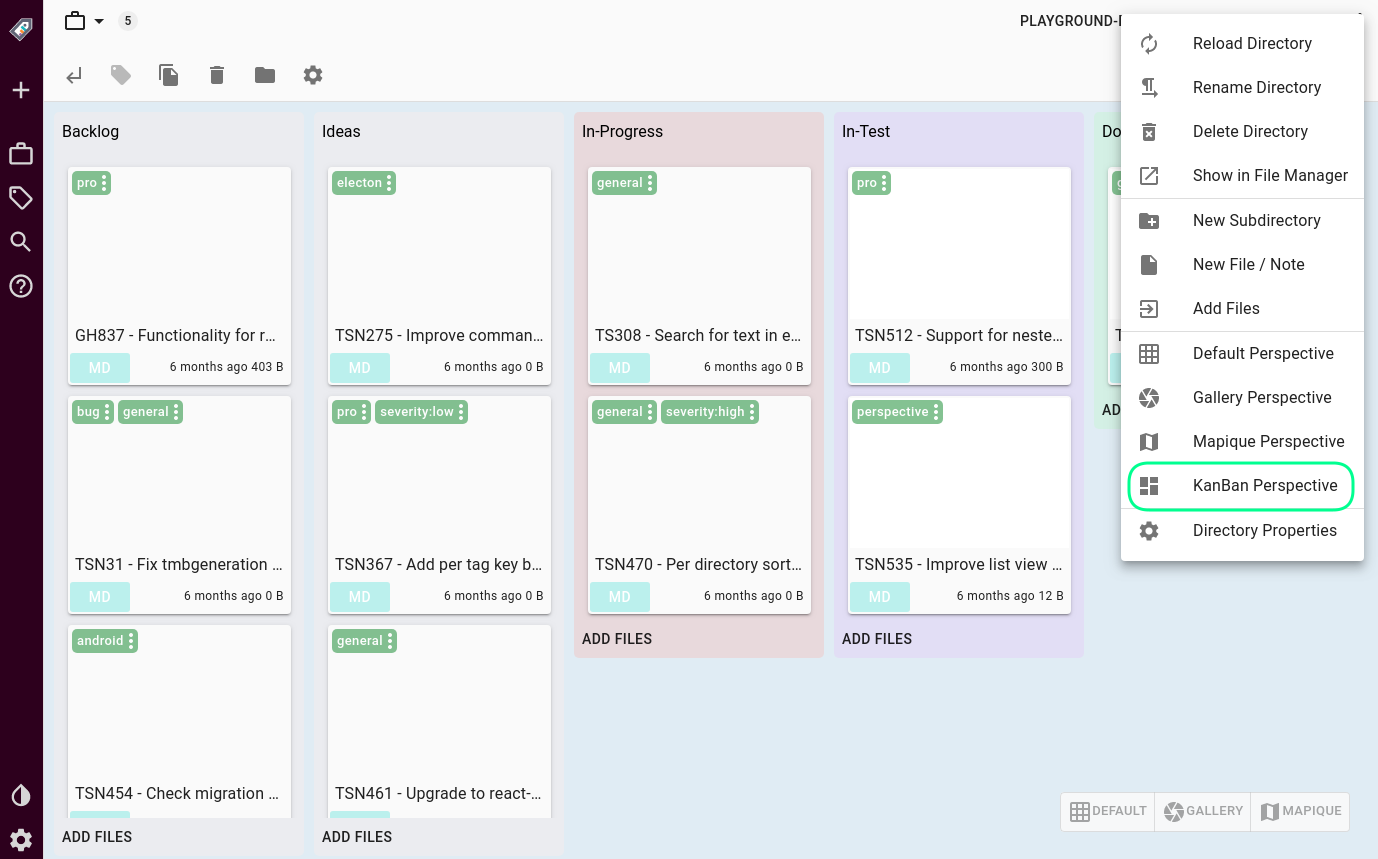 5
PLAYGROUND-
Backlog
pro
GH837 - Functionality for r...
MD
6 months ago 403 B
bug general
TSN31 - Fix tmbgeneration ...
MD
6 months ago 0 B
android
TSN454 - Check migration ...
ADD FILES
Ideas
electon
TSN275 - Improve comman...
MD
6 months ago 0 B
pro severity:low
TSN367 - Add per tag key b...
MD
6 months ago 0 B
general
TSN461 - Upgrade to react-...
ADD FILES
In-Progress
general
TS308 - Search for text in e...
MD
6 months ago 0 B
general severity:high
TSN470 - Per directory sort...
MD
6 months ago 0 B
ADD FILES
In-Test
pro
TSN512 - Support for neste...
MD
6 months ago 300 B
perspective
TSN535 - Improve list view ...
MD
6 months ago 12 B
ADD FILES
Do
AD
Reload Directory
Rename Directory
Delete Directory
Show in File Manager
New Subdirectory
New File / Note
Add Files
Default Perspective
Gallery Perspective
Mapique Perspective
KanBan Perspective
Directory Properties
DEFAULT GALLERY MAPIQUE